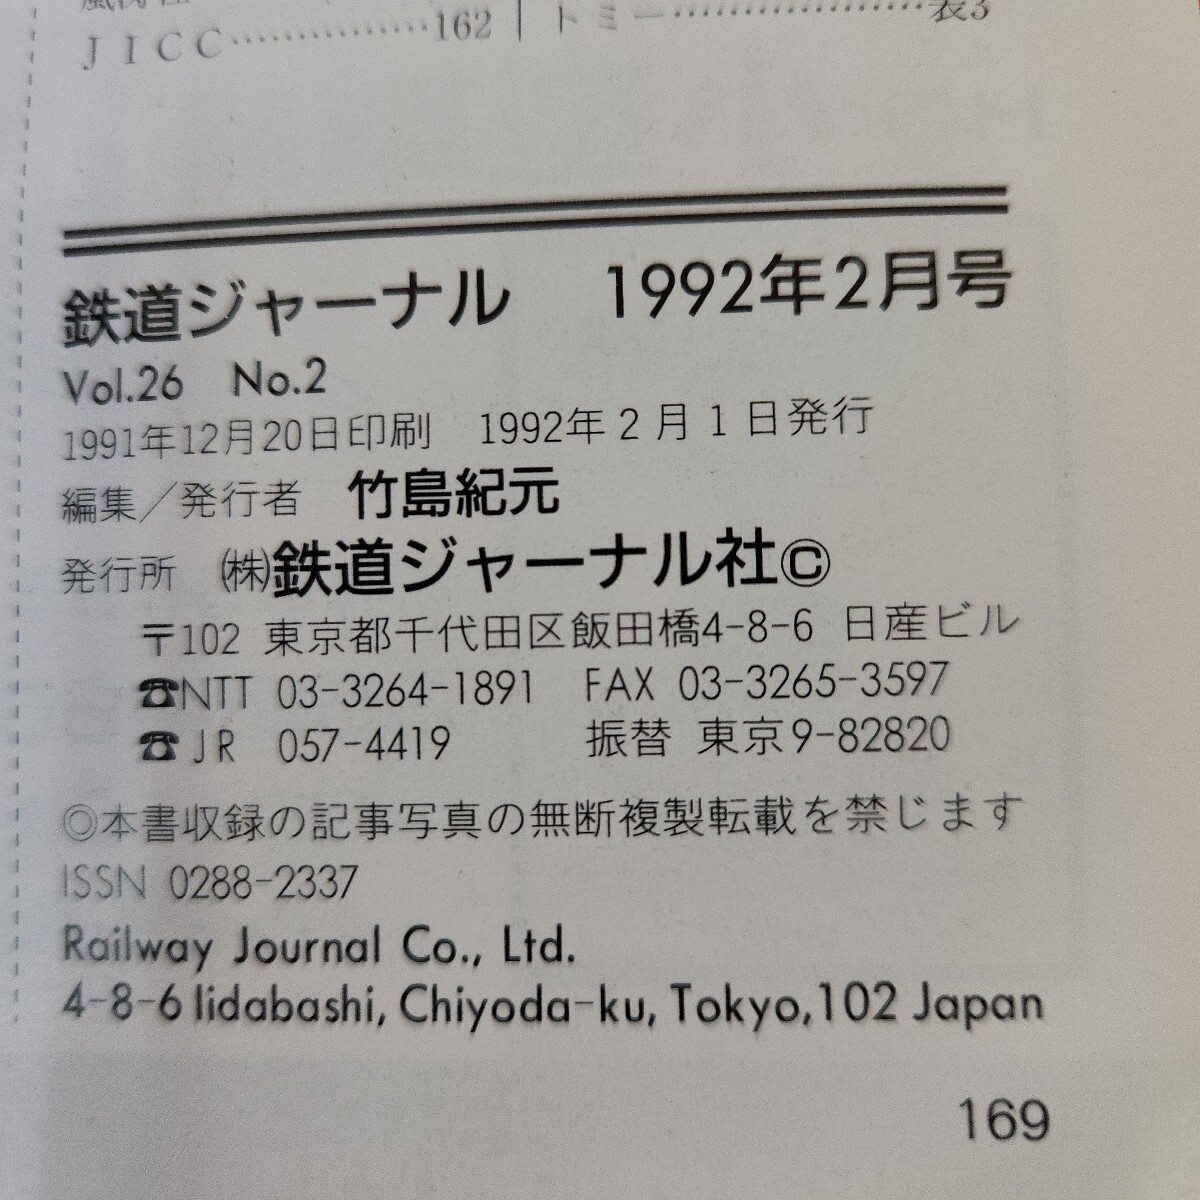 JICC……………162 | トミー………………表3
鉄道ジャーナル 1992年2月号
Vol.26 No.2
1991年12月20日印刷 1992年2月1日発行
編集／発行者 竹島紀元
発行所 ㈱鉄道ジャーナル社©
〒102 東京都千代田区飯田橋4-8-6 日産ビル
☎NTT 03-3264-1891 FAX 03-3265-3597
☎JR 057-4419 振替 東京9-82820
◎本書収録の記事写真の無断複製転載を禁じます
ISSN 0288-2337
Railway Journal Co., Ltd.
4-8-6 Iidabashi, Chiyoda-ku, Tokyo, 102 Japan
169